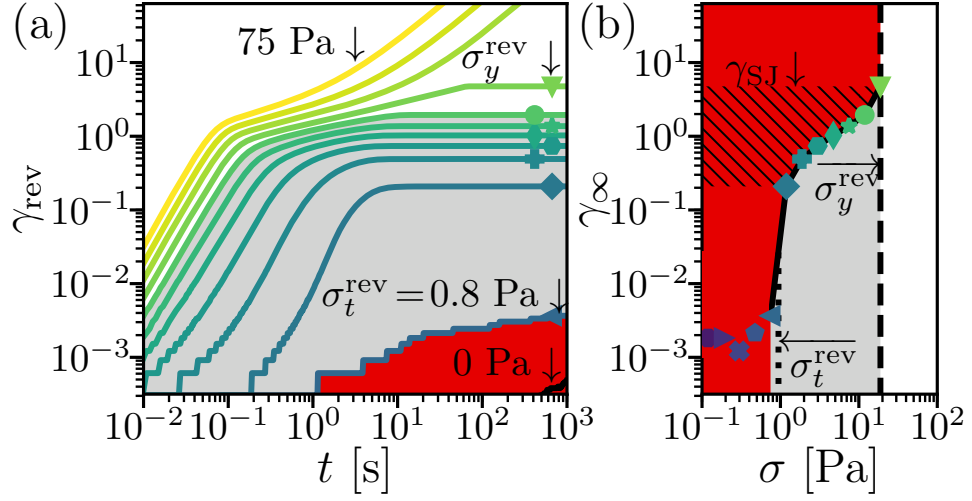 (a)
75 Pa ↓
σ_y^rev ↓
σ_t^rev = 0.8 Pa ↓
0 Pa ↓
γ_rev
10^1
10^0
10^-1
10^-2
10^-3
10^-2 10^-1 10^0 10^1 10^2 10^3
t [s]
(b)
γ_SJ ↓
σ_y^rev
σ_t^rev
γ_∞
10^1
10^0
10^-1
10^-2
10^-3
10^-1 10^0 10^1 10^2
σ [Pa]